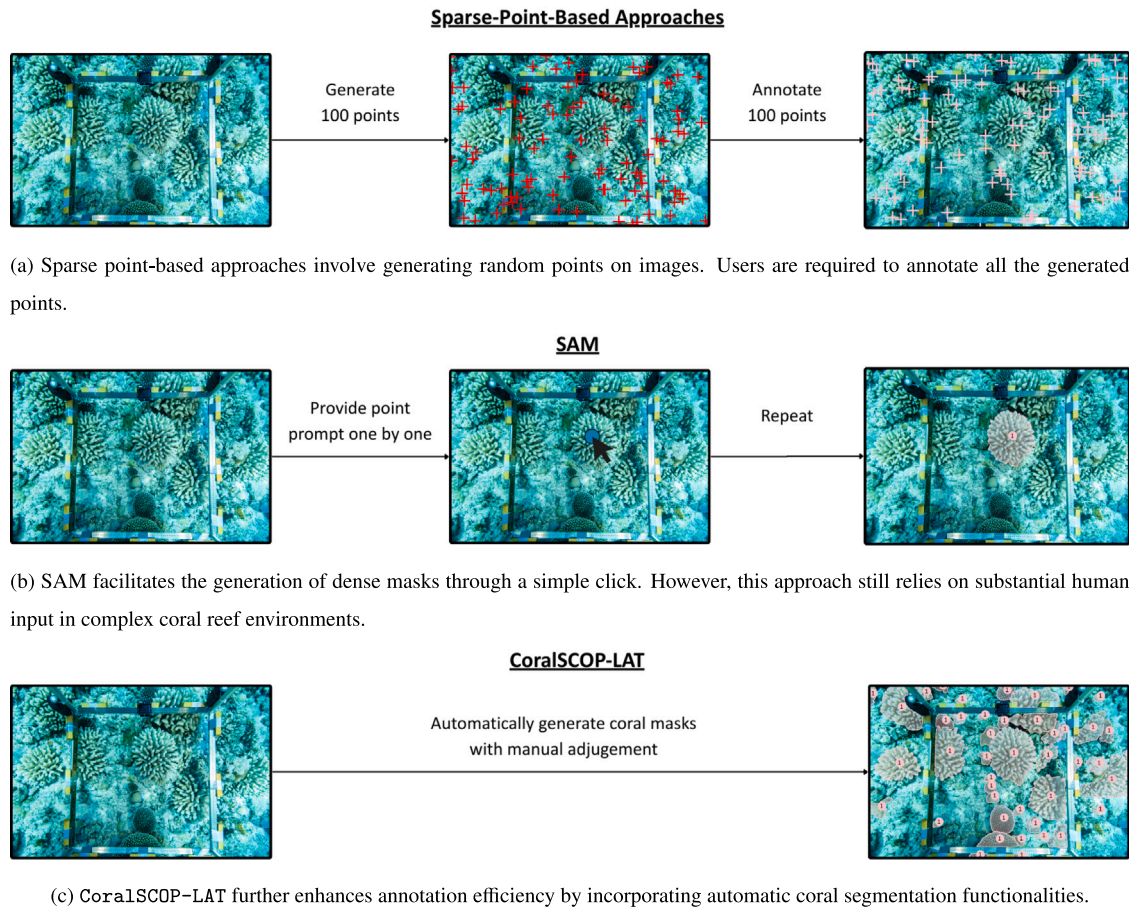 Sparse-Point-Based Approaches
Generate
100 points
Annotate
100 points
(a) Sparse point-based approaches involve generating random points on images. Users are required to annotate all the generated
points.
SAM
Provide point
prompt one by one
Repeat
1
(b) SAM facilitates the generation of dense masks through a simple click. However, this approach still relies on substantial human
input in complex coral reef environments.
CoralSCOP-LAT
Automatically generate coral masks
with manual adjugement
(c) CoralSCOP-LAT further enhances annotation efficiency by incorporating automatic coral segmentation functionalities.